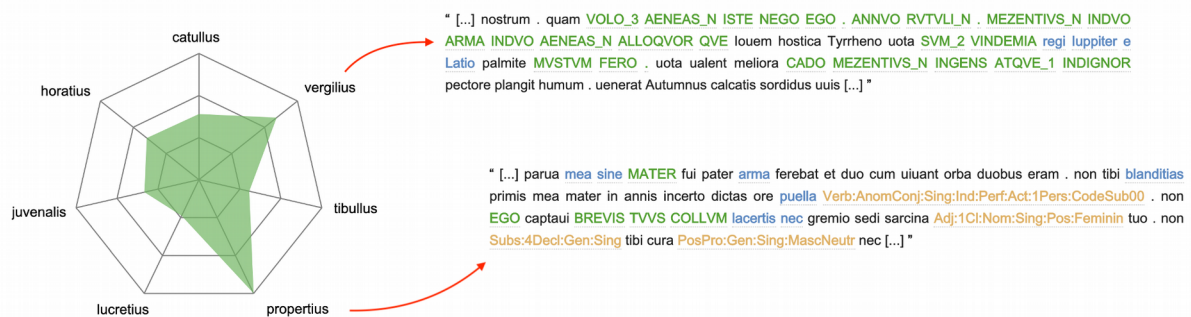 catullus
vergilius
tibullus
propertius
lucretius
juvenalis
horatius
“ [...] nostrum . quam VOLO_3 AENEAS_N ISTE NEGO EGO . ANNVO RVTVLI_N . MEZENTIVS_N INDVO
ARMA INDVO AENEAS_N ALLOQVOR QVE Iouem hostica Tyrrheno uota SVM_2 VINDEMIA regi Iuppiter e
Latio palmite MVSTVM FERO . uota ualent meliora CADO MEZENTIVS_N INGENS ATQVE_1 INDIGNOR
pectore plangit humum . uenerat Autumnus calcatis sordidus uuis [...] ”
“ [...] parua mea sine MATER fui pater arma ferebat et duo cum uiuant orba duobus eram . non tibi blanditias
primis mea mater in annis incerto dictas ore puella Verb:AnomConj:Sing:Ind:Perf:Act:1Pers:CodeSub00 . non
EGO captaui BREVIS TVVS COLLVM lacertis nec gremio sedi sarcina Adj:1Cl:Nom:Sing:Pos:Feminin tuo . non
Subs:4Decl:Gen:Sing tibi cura PosPro:Gen:Sing:MascNeutr nec [...] ”